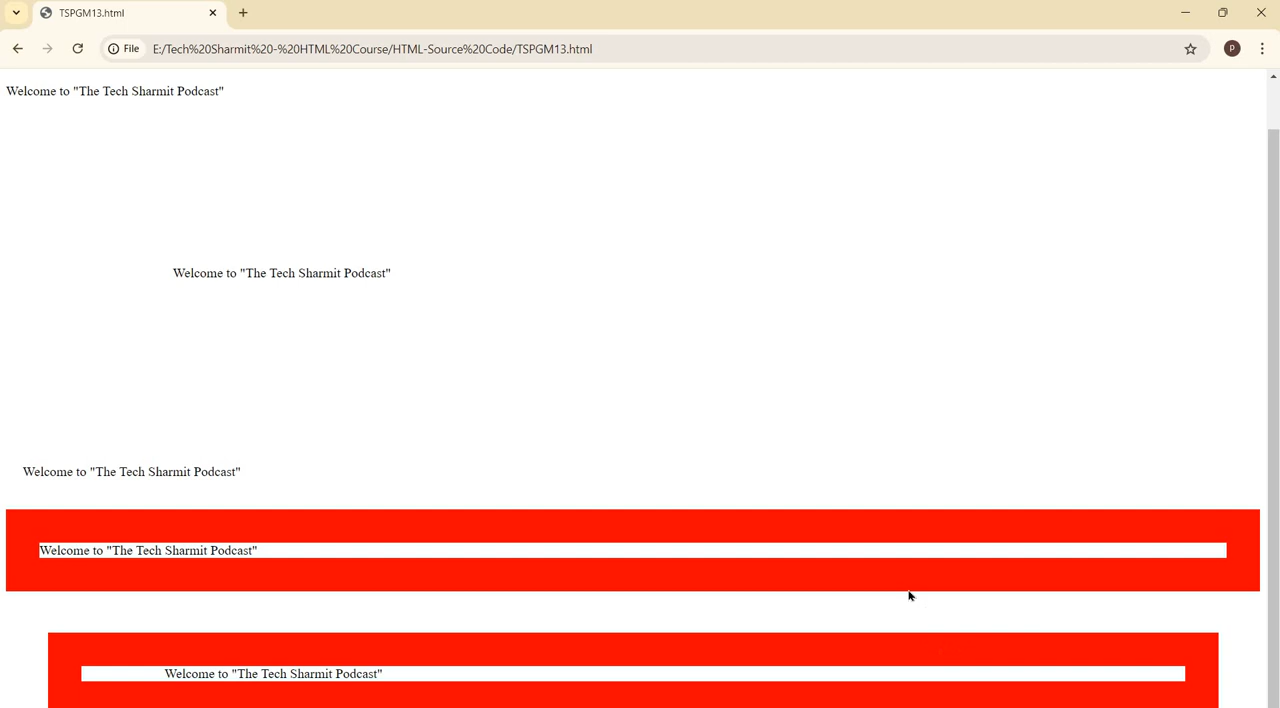 TSPGM13.html
File
E:/Tech%20Sharmit%20-%20HTML%20Course/HTML-Source%20Code/TSPGM13.html
P
Welcome to "The Tech Sharmit Podcast"
Welcome to "The Tech Sharmit Podcast"
Welcome to "The Tech Sharmit Podcast"
Welcome to "The Tech Sharmit Podcast"
Welcome to "The Tech Sharmit Podcast"